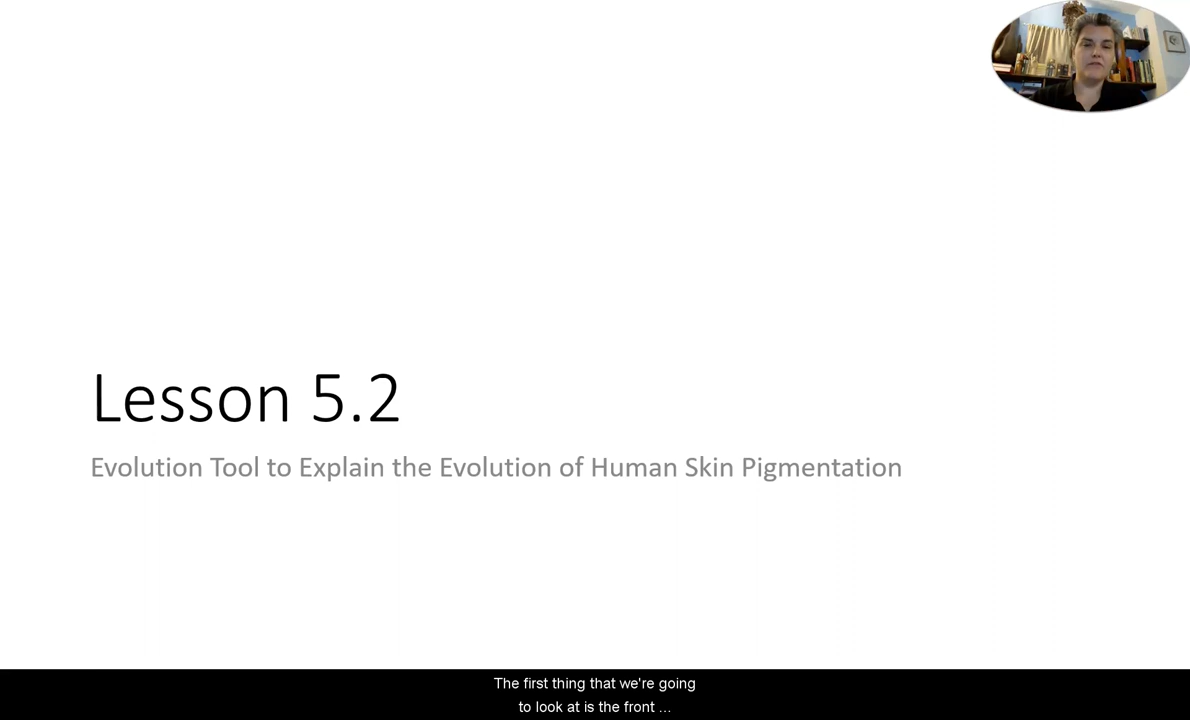 Lesson 5.2
Evolution Tool to Explain the Evolution of Human Skin Pigmentation
The first thing that we're going
to look at is the front ...